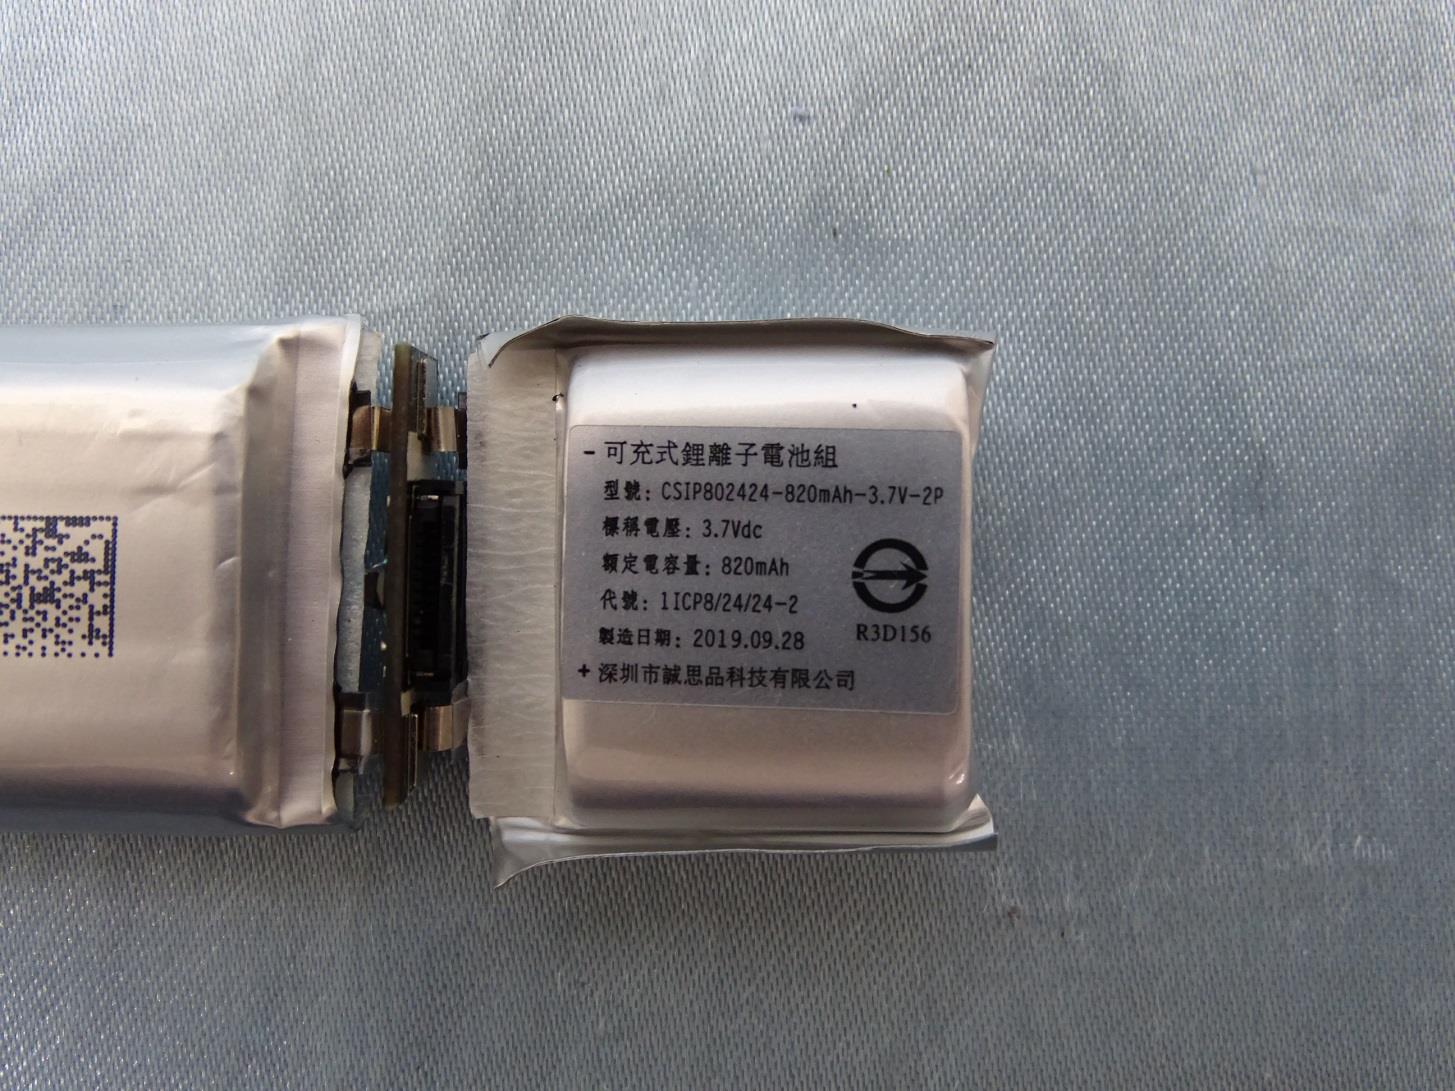 - 可充式鋰離子電池組
型號：CSIP802424-820mAh-3.7V-2P
標稱電壓：3.7Vdc
額定電容量：820mAh
代號：1ICP8/24/24-2
製造日期：2019.09.28
R3D156
+ 深圳市誠思品科技有限公司